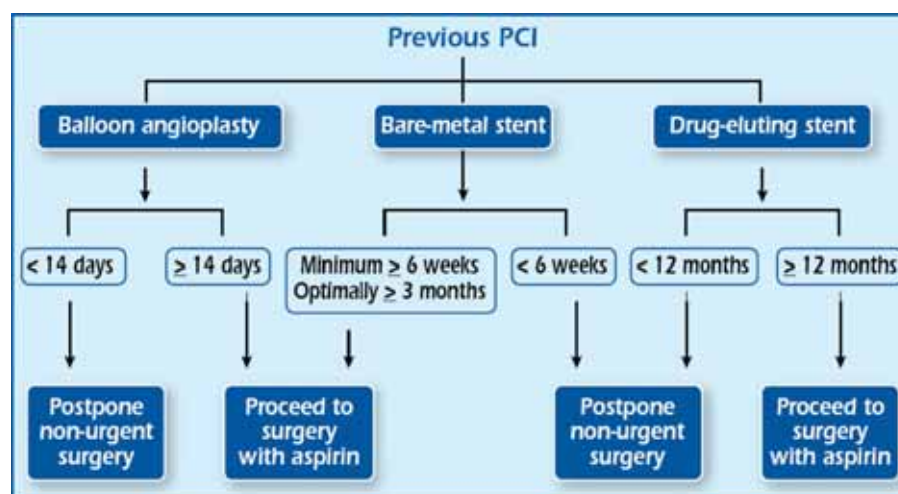 Previous PCI
Balloon angioplasty
Bare-metal stent
Drug-eluting stent
< 14 days
≥ 14 days
Minimum ≥ 6 weeks
Optimally ≥ 3 months
< 6 weeks
< 12 months
≥ 12 months
Postpone
non-urgent
surgery
Proceed to
surgery
with aspirin
Postpone
non-urgent
surgery
Proceed to
surgery
with aspirin